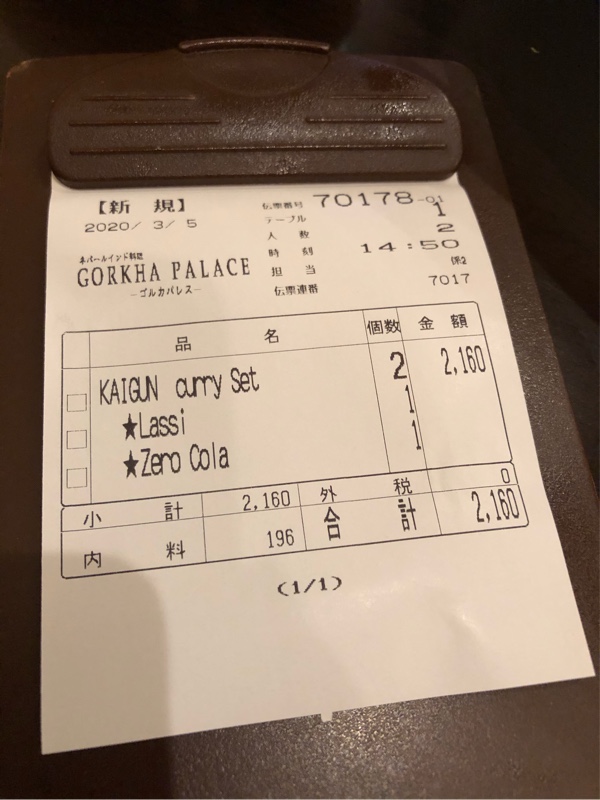 【新 規】
2020/ 3/ 5
伝票番号 70178-01
テーブル 1
人 数 2
時 刻 14:50
担 当 係2
伝票連番 7017
ネパールインド料理
GORKHA PALACE
―ゴルカパレス―
品 名 個数 金 額
KAIGUN curry Set 2 2,160
★Lassi 1
★Zero Cola 1
小 計 2,160 外 税 0
内 料 196 合 計 2,160
(1/1)